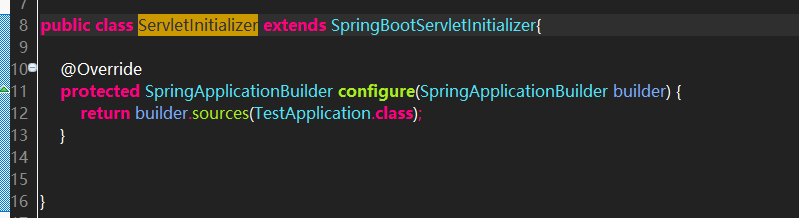 7
8 public class ServletInitializer extends SpringBootServletInitializer{
9
10 @Override
11 protected SpringApplicationBuilder configure(SpringApplicationBuilder builder) {
12 return builder.sources(TestApplication.class);
13 }
14
15
16 }